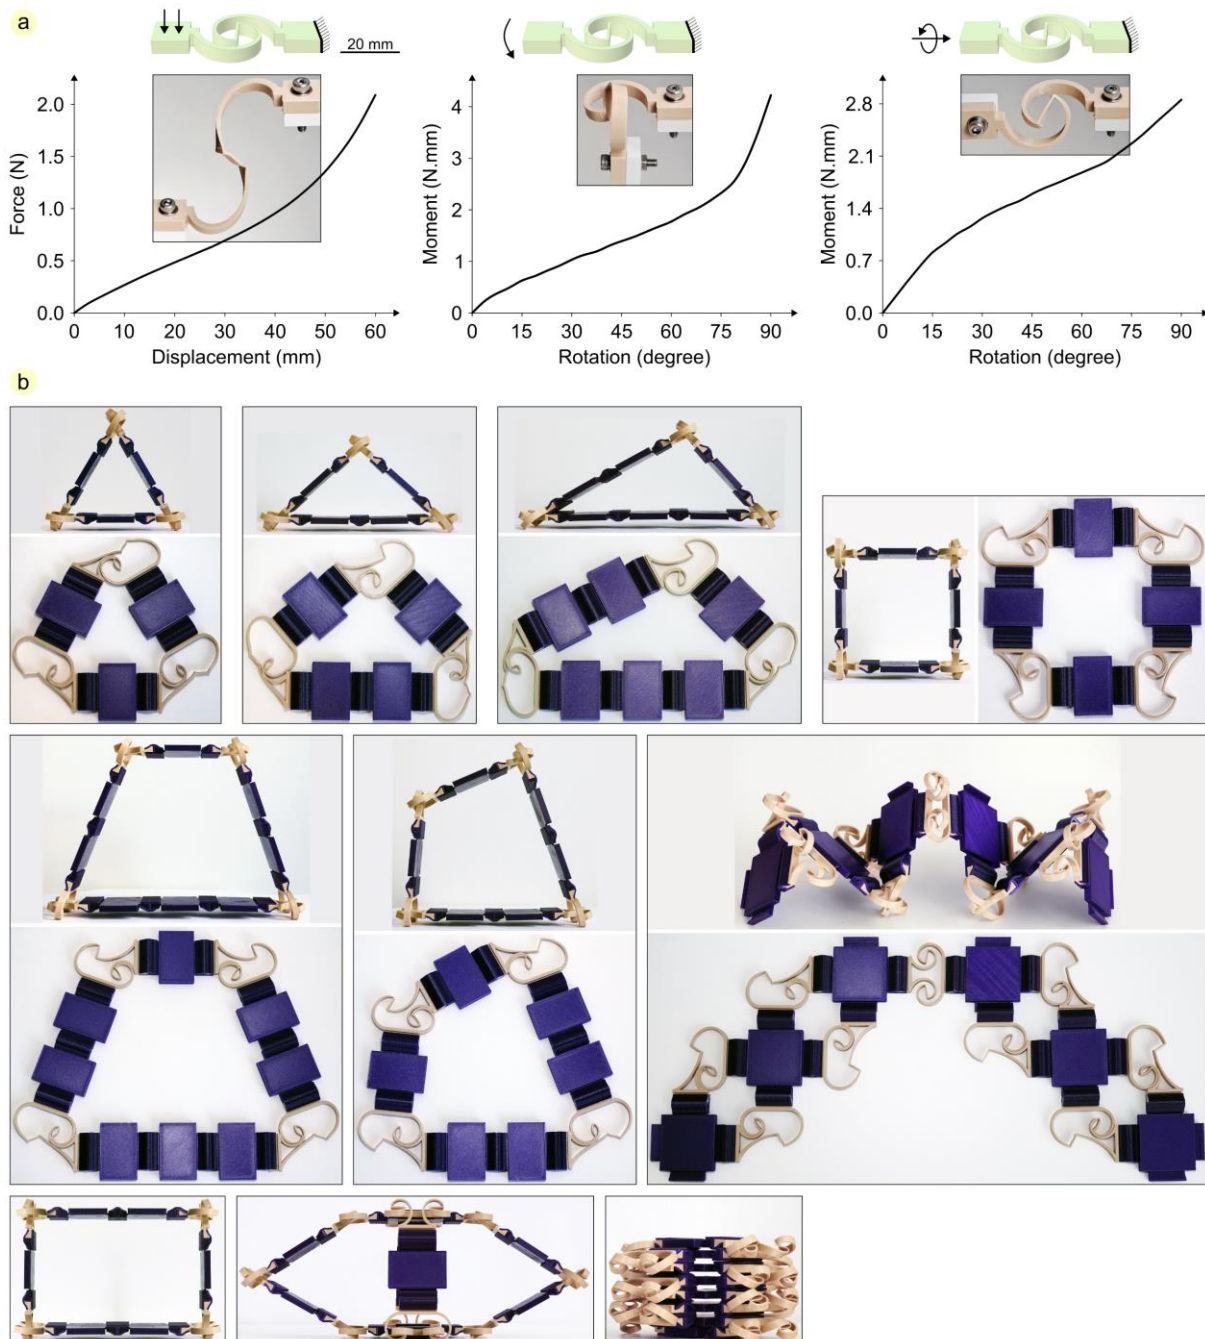 a
20 mm
Force (N)
2.0
1.5
1.0
0.5
0.0
0 10 20 30 40 50 60
Displacement (mm)
Moment (N.mm)
4
3
2
1
0
0 15 30 45 60 75 90
Rotation (degree)
Moment (N.mm)
2.8
2.1
1.4
0.7
0.0
0 15 30 45 60 75 90
Rotation (degree)
b